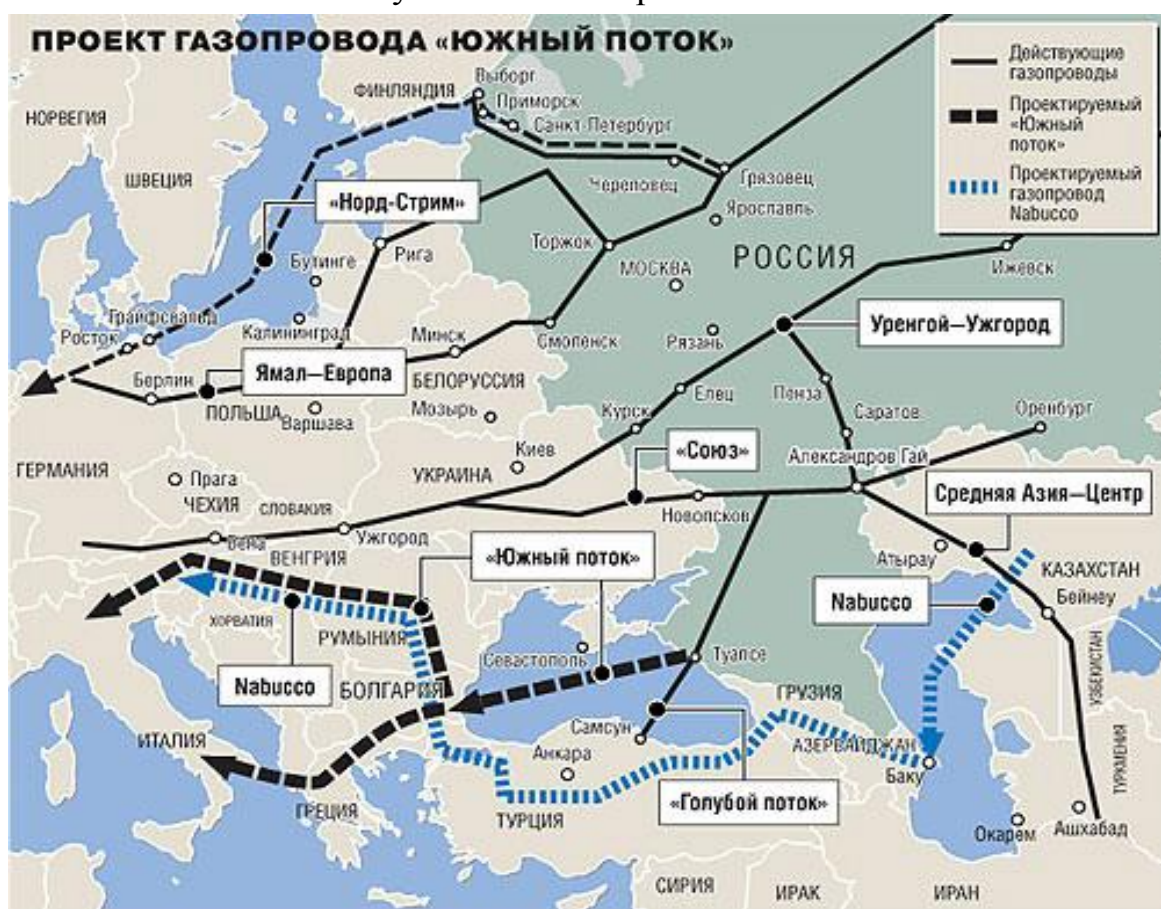 ПРОЕКТ ГАЗОПРОВОДА «ЮЖНЫЙ ПОТОК»
Действующие
газопроводы
Проектируемый
«Южный
поток»
Проектируемый
газопровод
Nabucco
НОРВЕГИЯ
ШВЕЦИЯ
ФИНЛЯНДИЯ
Выборг
Приморск
Санкт-Петербург
Череповец
Грязовец
Ярославль
«Норд-Стрим»
Рига
Бутинге
Торжок
МОСКВА
РОССИЯ
Ижевск
Грайфсвальд
Росток
Калининград
Минск
Смоленск
Рязань
Уренгой—Ужгород
Берлин
Ямал—Европа
БЕЛОРУССИЯ
ПОЛЬША
Варшава
Мозырь
Елец
Пенза
Курск
Саратов
Оренбург
ГЕРМАНИЯ
Прага
ЧЕХИЯ
СЛОВАКИЯ
Киев
УКРАИНА
«Союз»
Александров Гай
Новопсков
Средняя Азия—Центр
Вена
ВЕНГРИЯ
Ужгород
«Южный поток»
Атырау
КАЗАХСТАН
Бейнеу
Nabucco
ХОРВАТИЯ
РУМЫНИЯ
Севастополь
Туапсе
УЗБЕКИСТАН
Nabucco
БОЛГАРИЯ
ГРУЗИЯ
ИТАЛИЯ
Самсун
Анкара
АЗЕРБАЙДЖАН
Баку
ТУРКМЕНИЯ
ГРЕЦИЯ
ТУРЦИЯ
«Голубой поток»
Окарем
Ашхабад
СИРИЯ
ИРАК
ИРАН